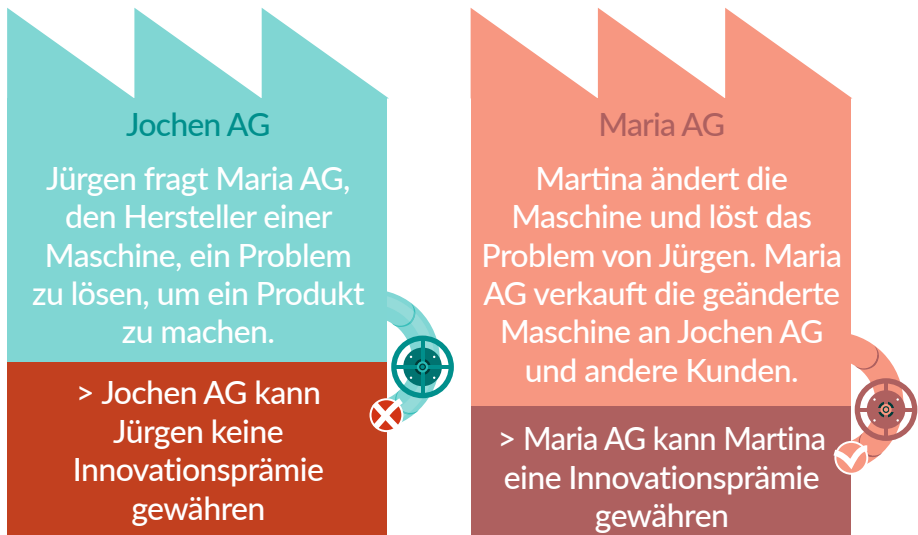 Jochen AG
Jürgen fragt Maria AG,
den Hersteller einer
Maschine, ein Problem
zu lösen, um ein Produkt
zu machen.
> Jochen AG kann
Jürgen keine
Innovationsprämie
gewähren
Maria AG
Martina ändert die
Maschine und löst das
Problem von Jürgen. Maria
AG verkauft die geänderte
Maschine an Jochen AG
und andere Kunden.
> Maria AG kann Martina
eine Innovationsprämie
gewähren